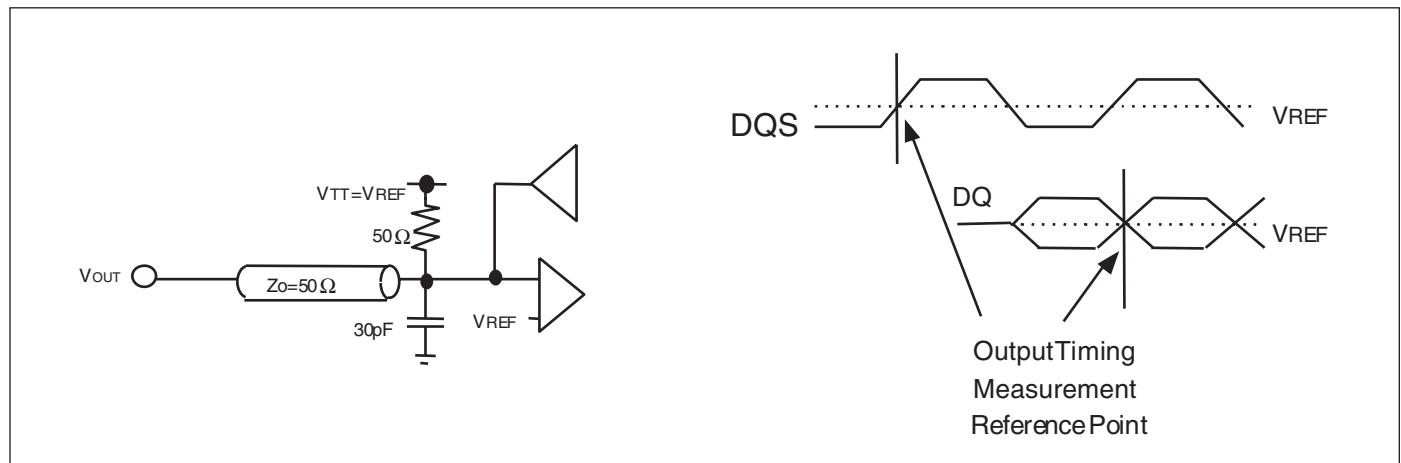 VTT=VREF
50Ω
VOUT
Zo=50Ω
30pF
VREF
DQS
VREF
DQ
VREF
OutputTiming
Measurement
ReferencePoint